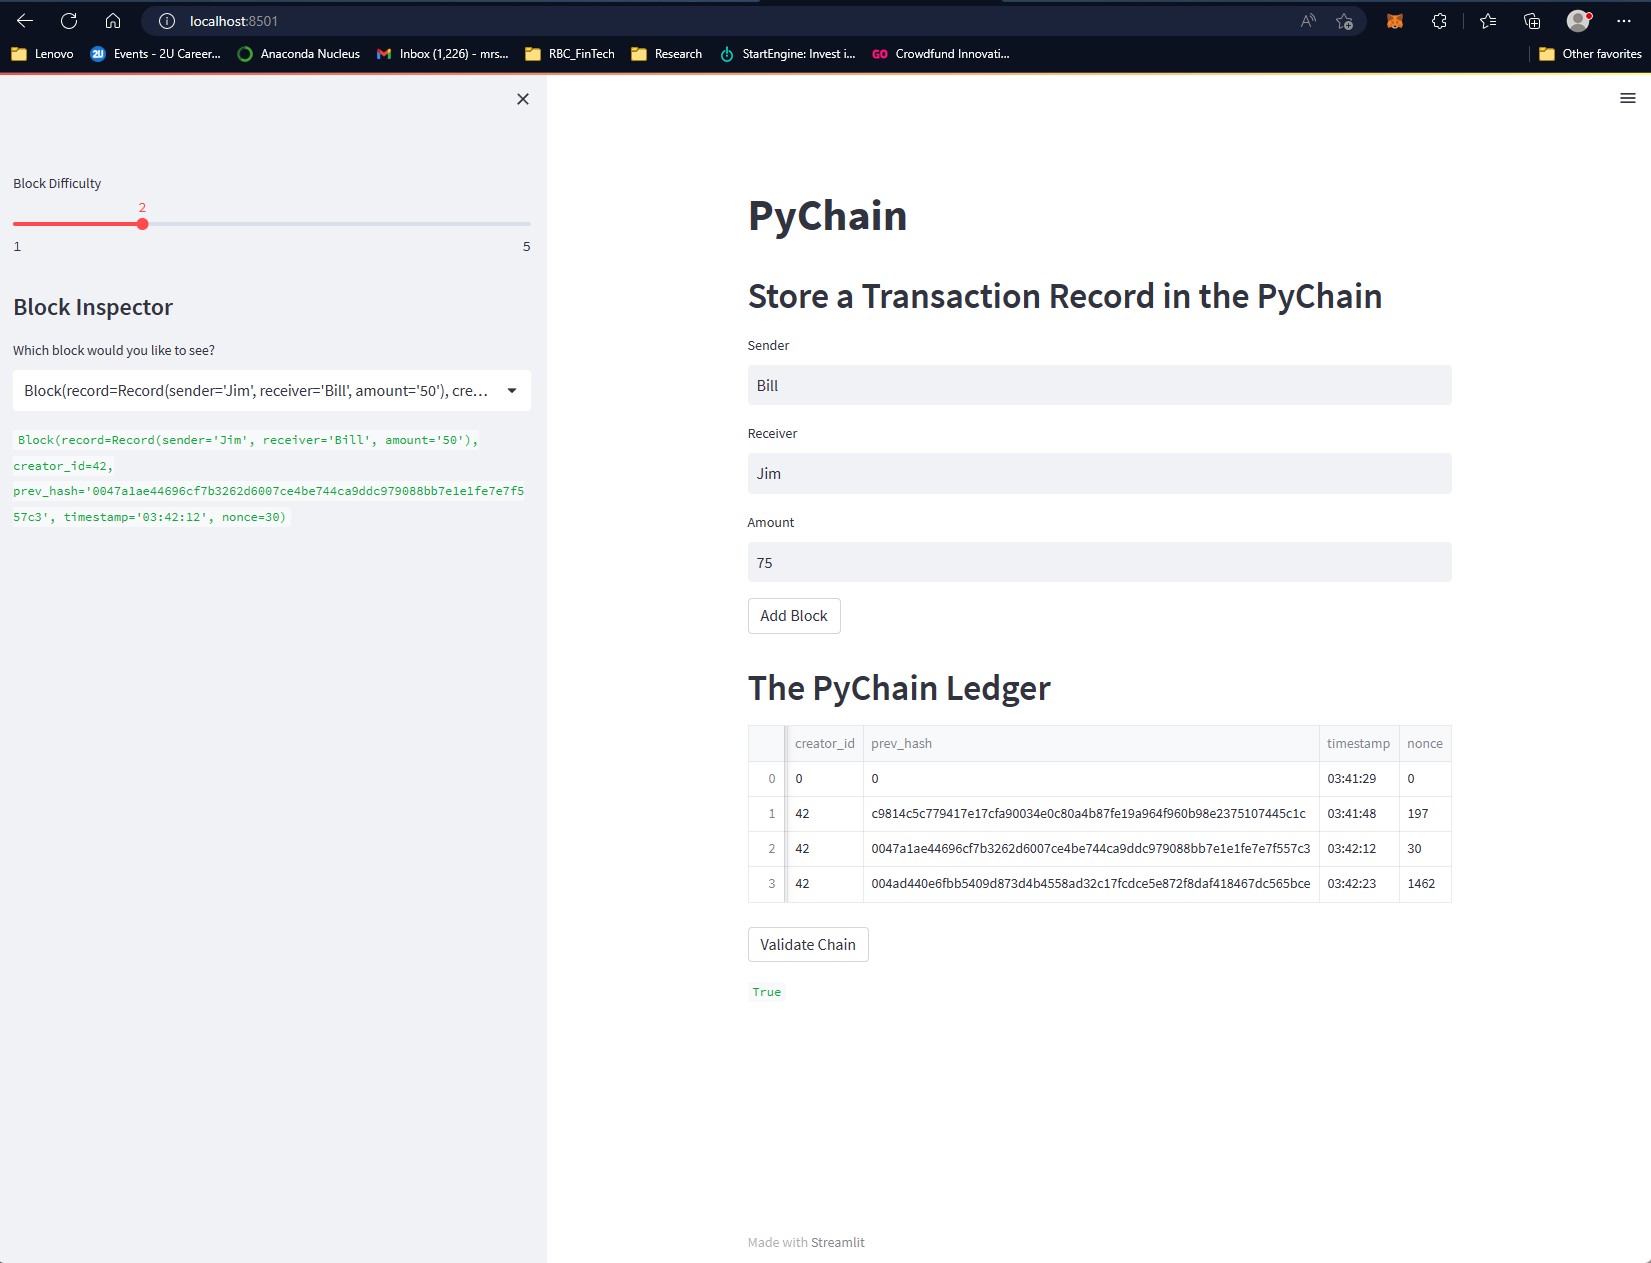 localhost:8501
Lenovo
2U Events - 2U Career...
Anaconda Nucleus
Inbox (1,226) - mrs...
RBC_FinTech
Research
StartEngine: Invest i...
GO Crowdfund Innovati...
Other favorites
Block Difficulty
2
1 5
Block Inspector
Which block would you like to see?
Block(record=Record(sender='Jim', receiver='Bill', amount='50'), cre...
Block(record=Record(sender='Jim', receiver='Bill', amount='50'),
creator_id=42,
prev_hash='0047a1ae44696cf7b3262d6007ce4be744ca9ddc979088bb7e1e1fe7e7f5
57c3', timestamp='03:42:12', nonce=30)
PyChain
Store a Transaction Record in the PyChain
Sender
Bill
Receiver
Jim
Amount
75
Add Block
The PyChain Ledger
creator_id prev_hash timestamp nonce
0 0 0 03:41:29 0
1 42 c9814c5c779417e17cfa90034e0c80a4b87fe19a964f960b98e2375107445c1c 03:41:48 197
2 42 0047a1ae44696cf7b3262d6007ce4be744ca9ddc979088bb7e1e1fe7e7f557c3 03:42:12 30
3 42 004ad440e6fbb5409d873d4b4558ad32c17fcdce5e872f8daf418467dc565bce 03:42:23 1462
Validate Chain
True
Made with Streamlit